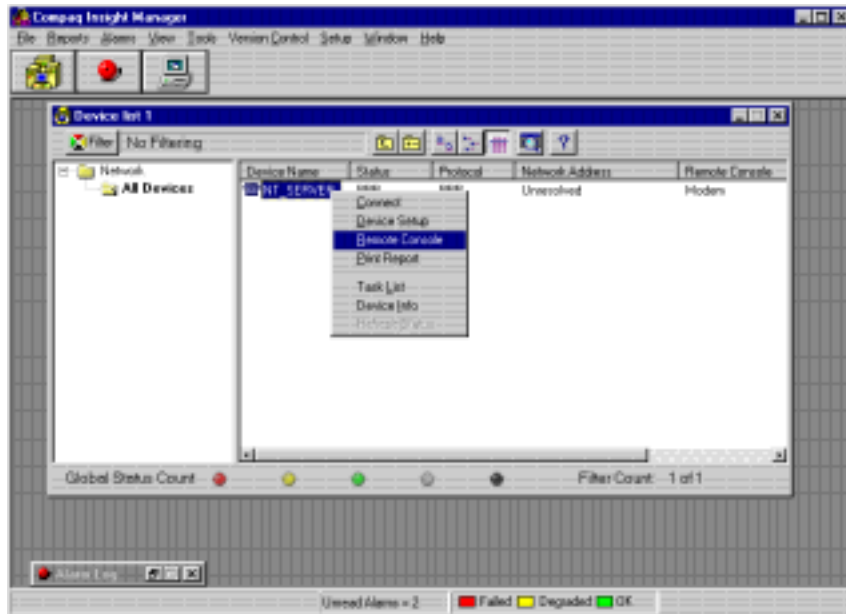 Compaq Insight Manager
File Reports Alarms View Tools Version Control Setup Window Help
Device list 1
Filter No Filtering
Network
All Devices
Device Name Status Protocol Network Address Remote Console
NT_SERVER ??? ??? Unresolved Modem
Connect
Device Setup
Remote Console
Print Report
Task List
Device Info
Refresh Status
Global Status Count Filter Count: 1 of 1
Alarm Log
Unread Alarms = 2 Failed Degraded OK